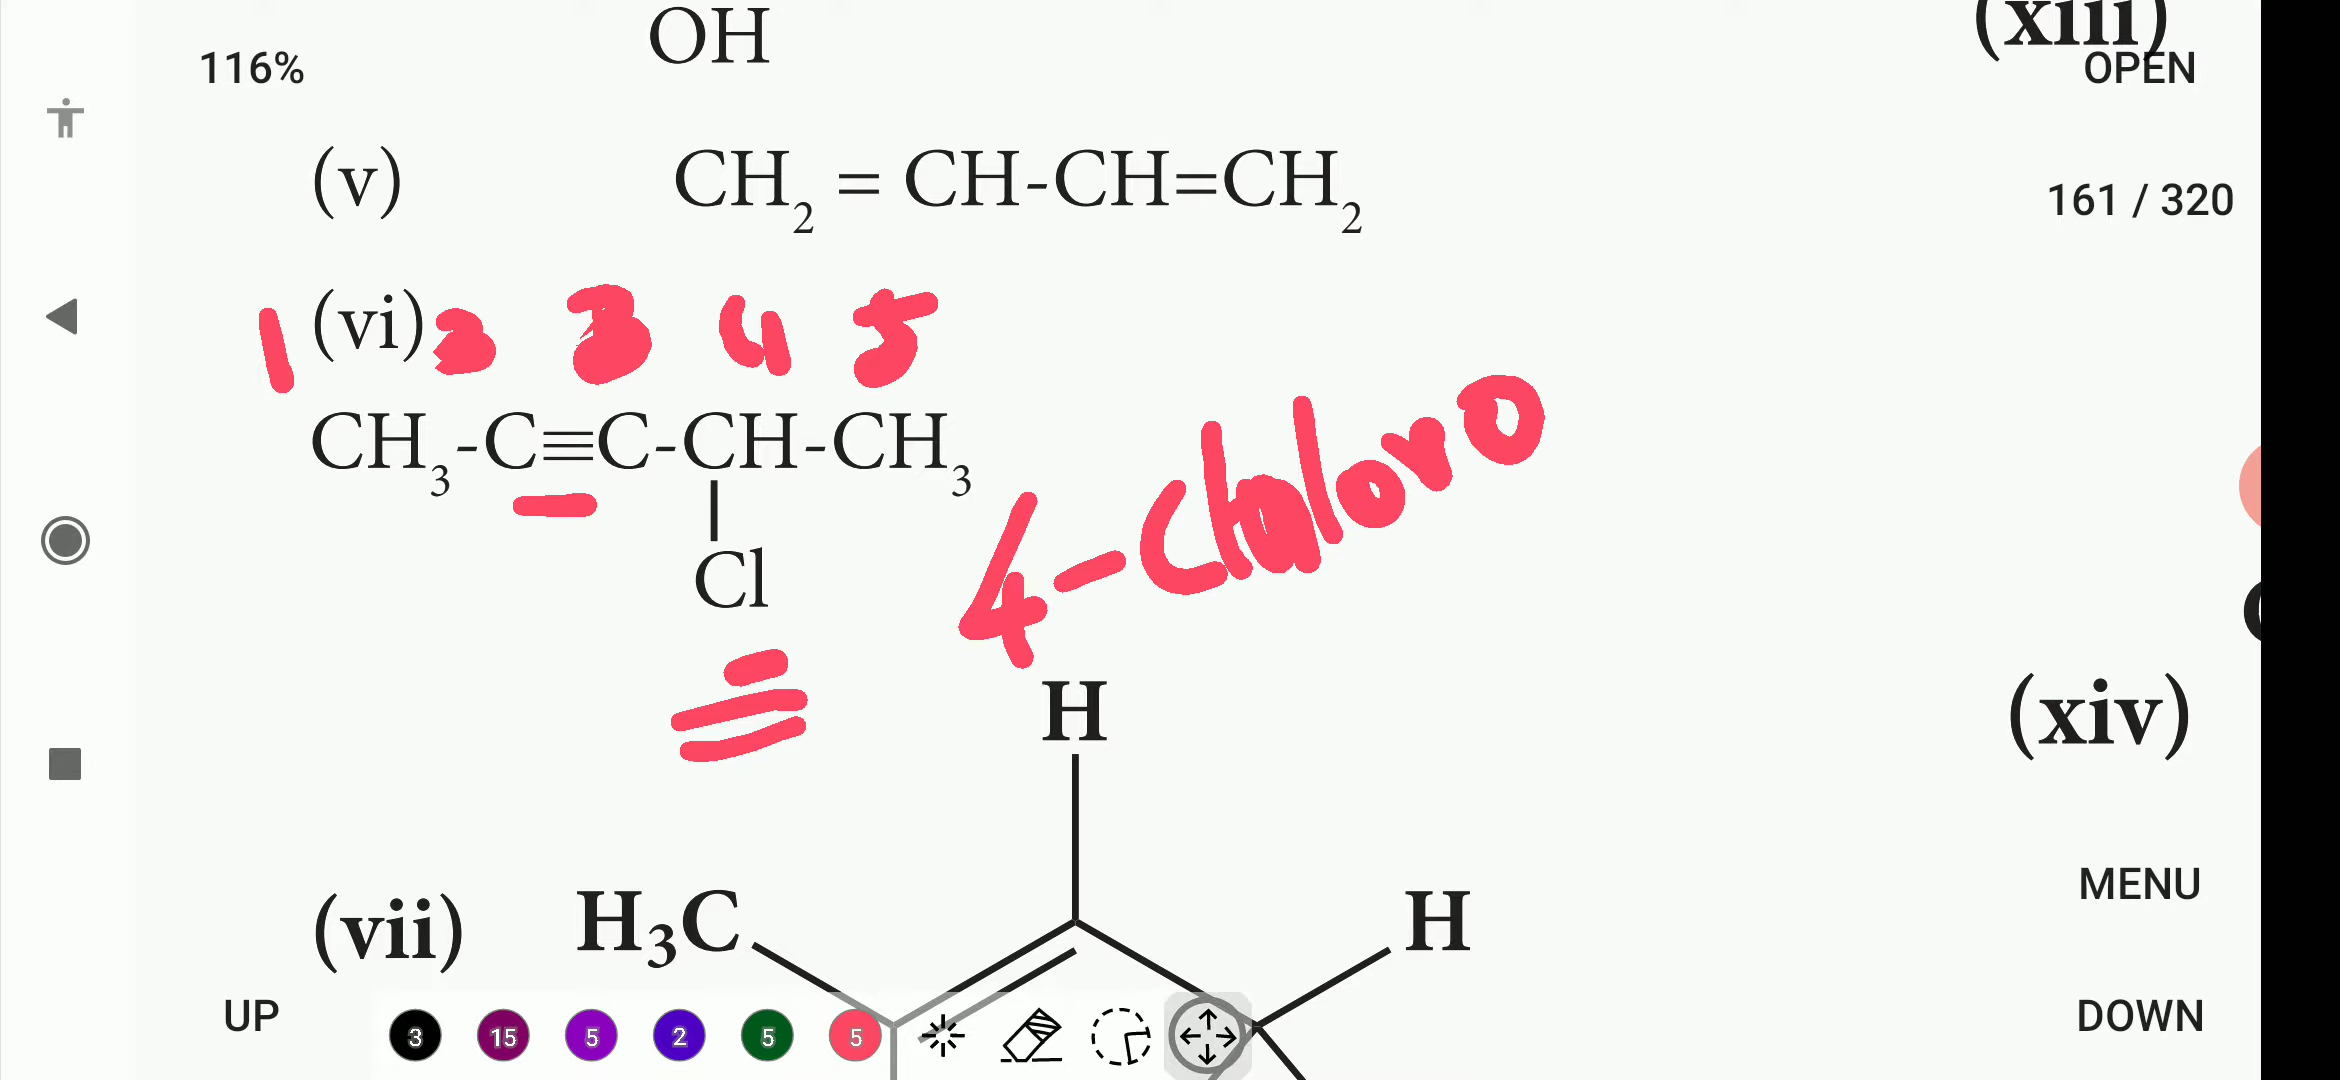 OH
(xiii)
116%
OPEN
(v) CH₂ = CH-CH=CH₂
161 / 320
(vi)
1 3 4 5
CH₃-C≡C-CH-CH₃
Cl
4-Chloro
H
(xiv)
MENU
(vii) H₃C H
UP
3 15 5 2 5 5
DOWN